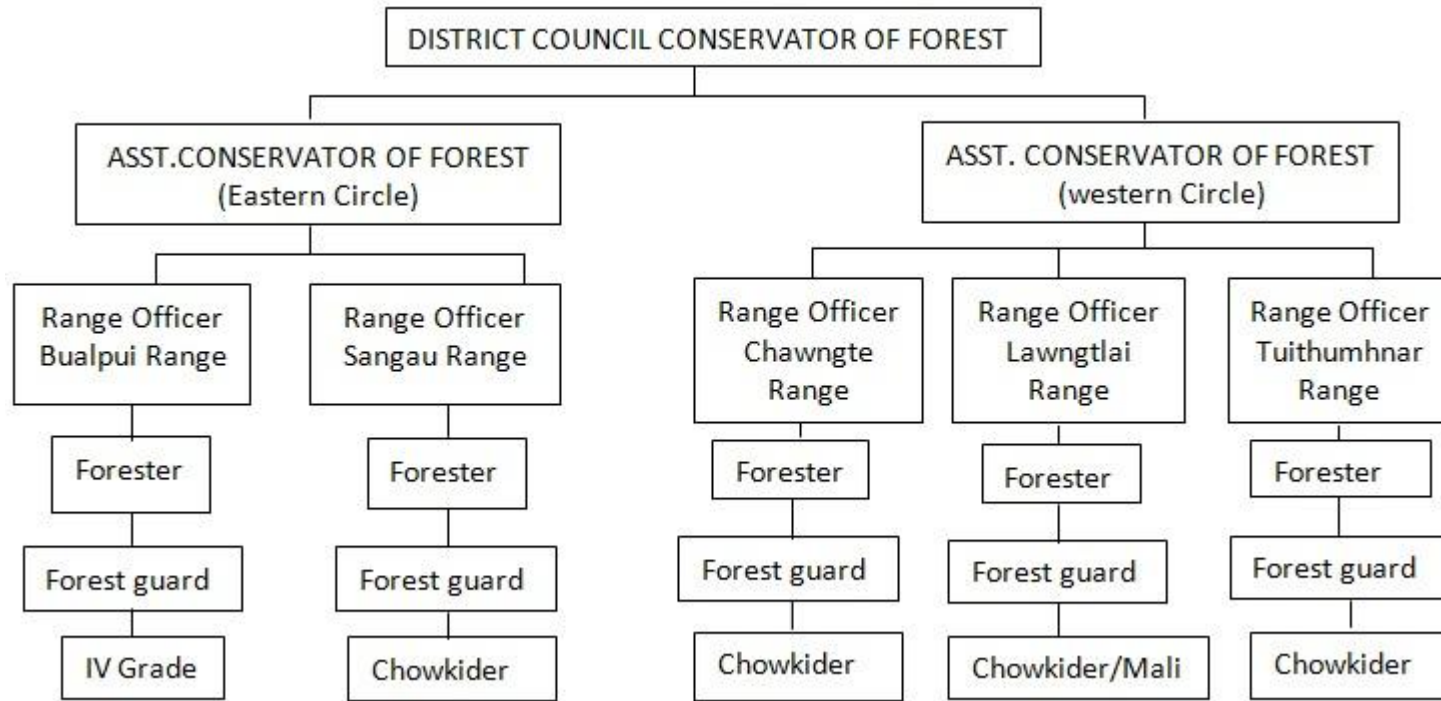 DISTRICT COUNCIL CONSERVATOR OF FOREST
ASST.CONSERVATOR OF FOREST
(Eastern Circle)
ASST. CONSERVATOR OF FOREST
(western Circle)
Range Officer
Bualpui Range
Range Officer
Sangau Range
Range Officer
Chawngte
Range
Range Officer
Lawngtlai
Range
Range Officer
Tuithumhnar
Range
Forester
Forester
Forester
Forester
Forester
Forest guard
Forest guard
Forest guard
Forest guard
Forest guard
IV Grade
Chowkider
Chowkider
Chowkider/Mali
Chowkider